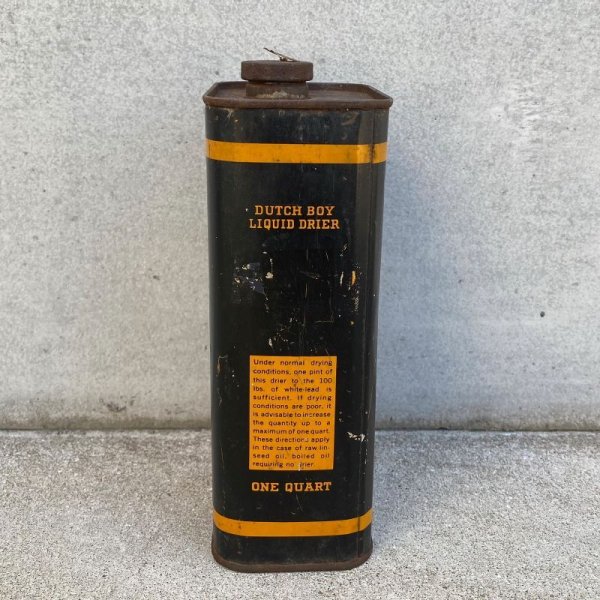 DUTCH BOY
LIQUID DRIER
Under normal drying
conditions, one pint of
this drier to the 100
lbs. of white-lead is
sufficient. If drying
conditions are poor, it
is advisable to increase
the quantity up to a
maximum of one quart.
These directions apply
in the case of raw lin-
seed oil, boiled oil
requiring no drier.
ONE QUART